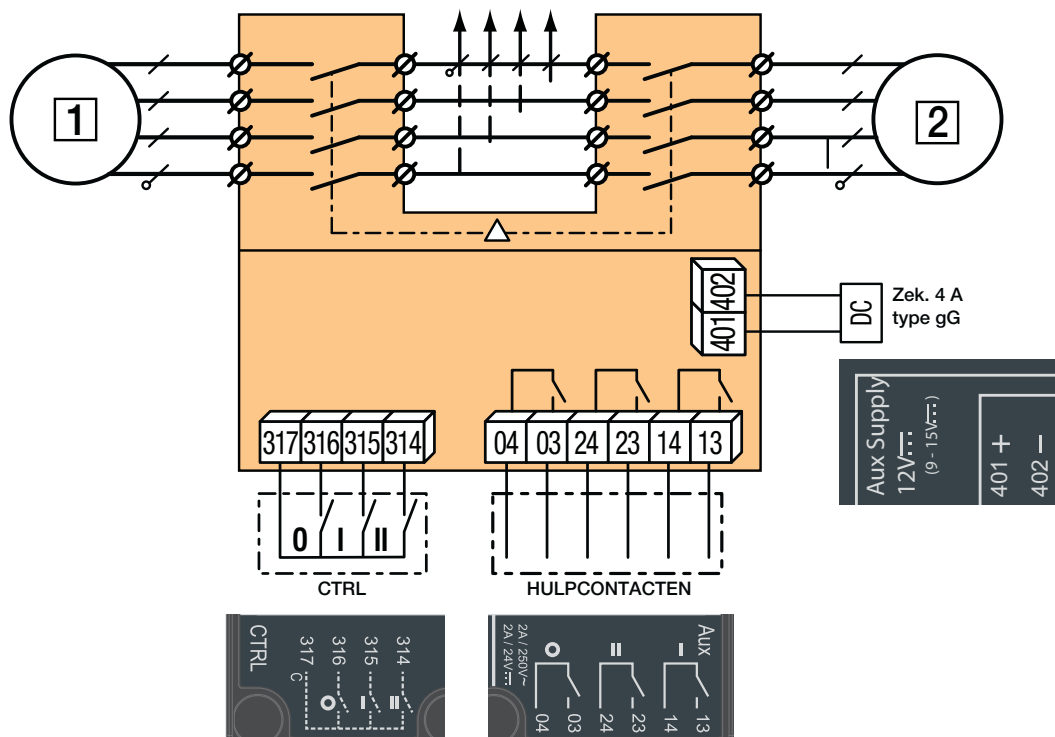 1
2
402
401
DC
Zek. 4 A
type gG
Aux Supply
12V
(9 - 15V)
401 +
402 −
317 316 315 314
04 03 24 23 14 13
0 I II
CTRL
HULPCONTACTEN
CTRL
317 316 315 314
C
O I II
Aux
2A / 250V~
2A / 24V
O II I
04 03 24 23 14 13